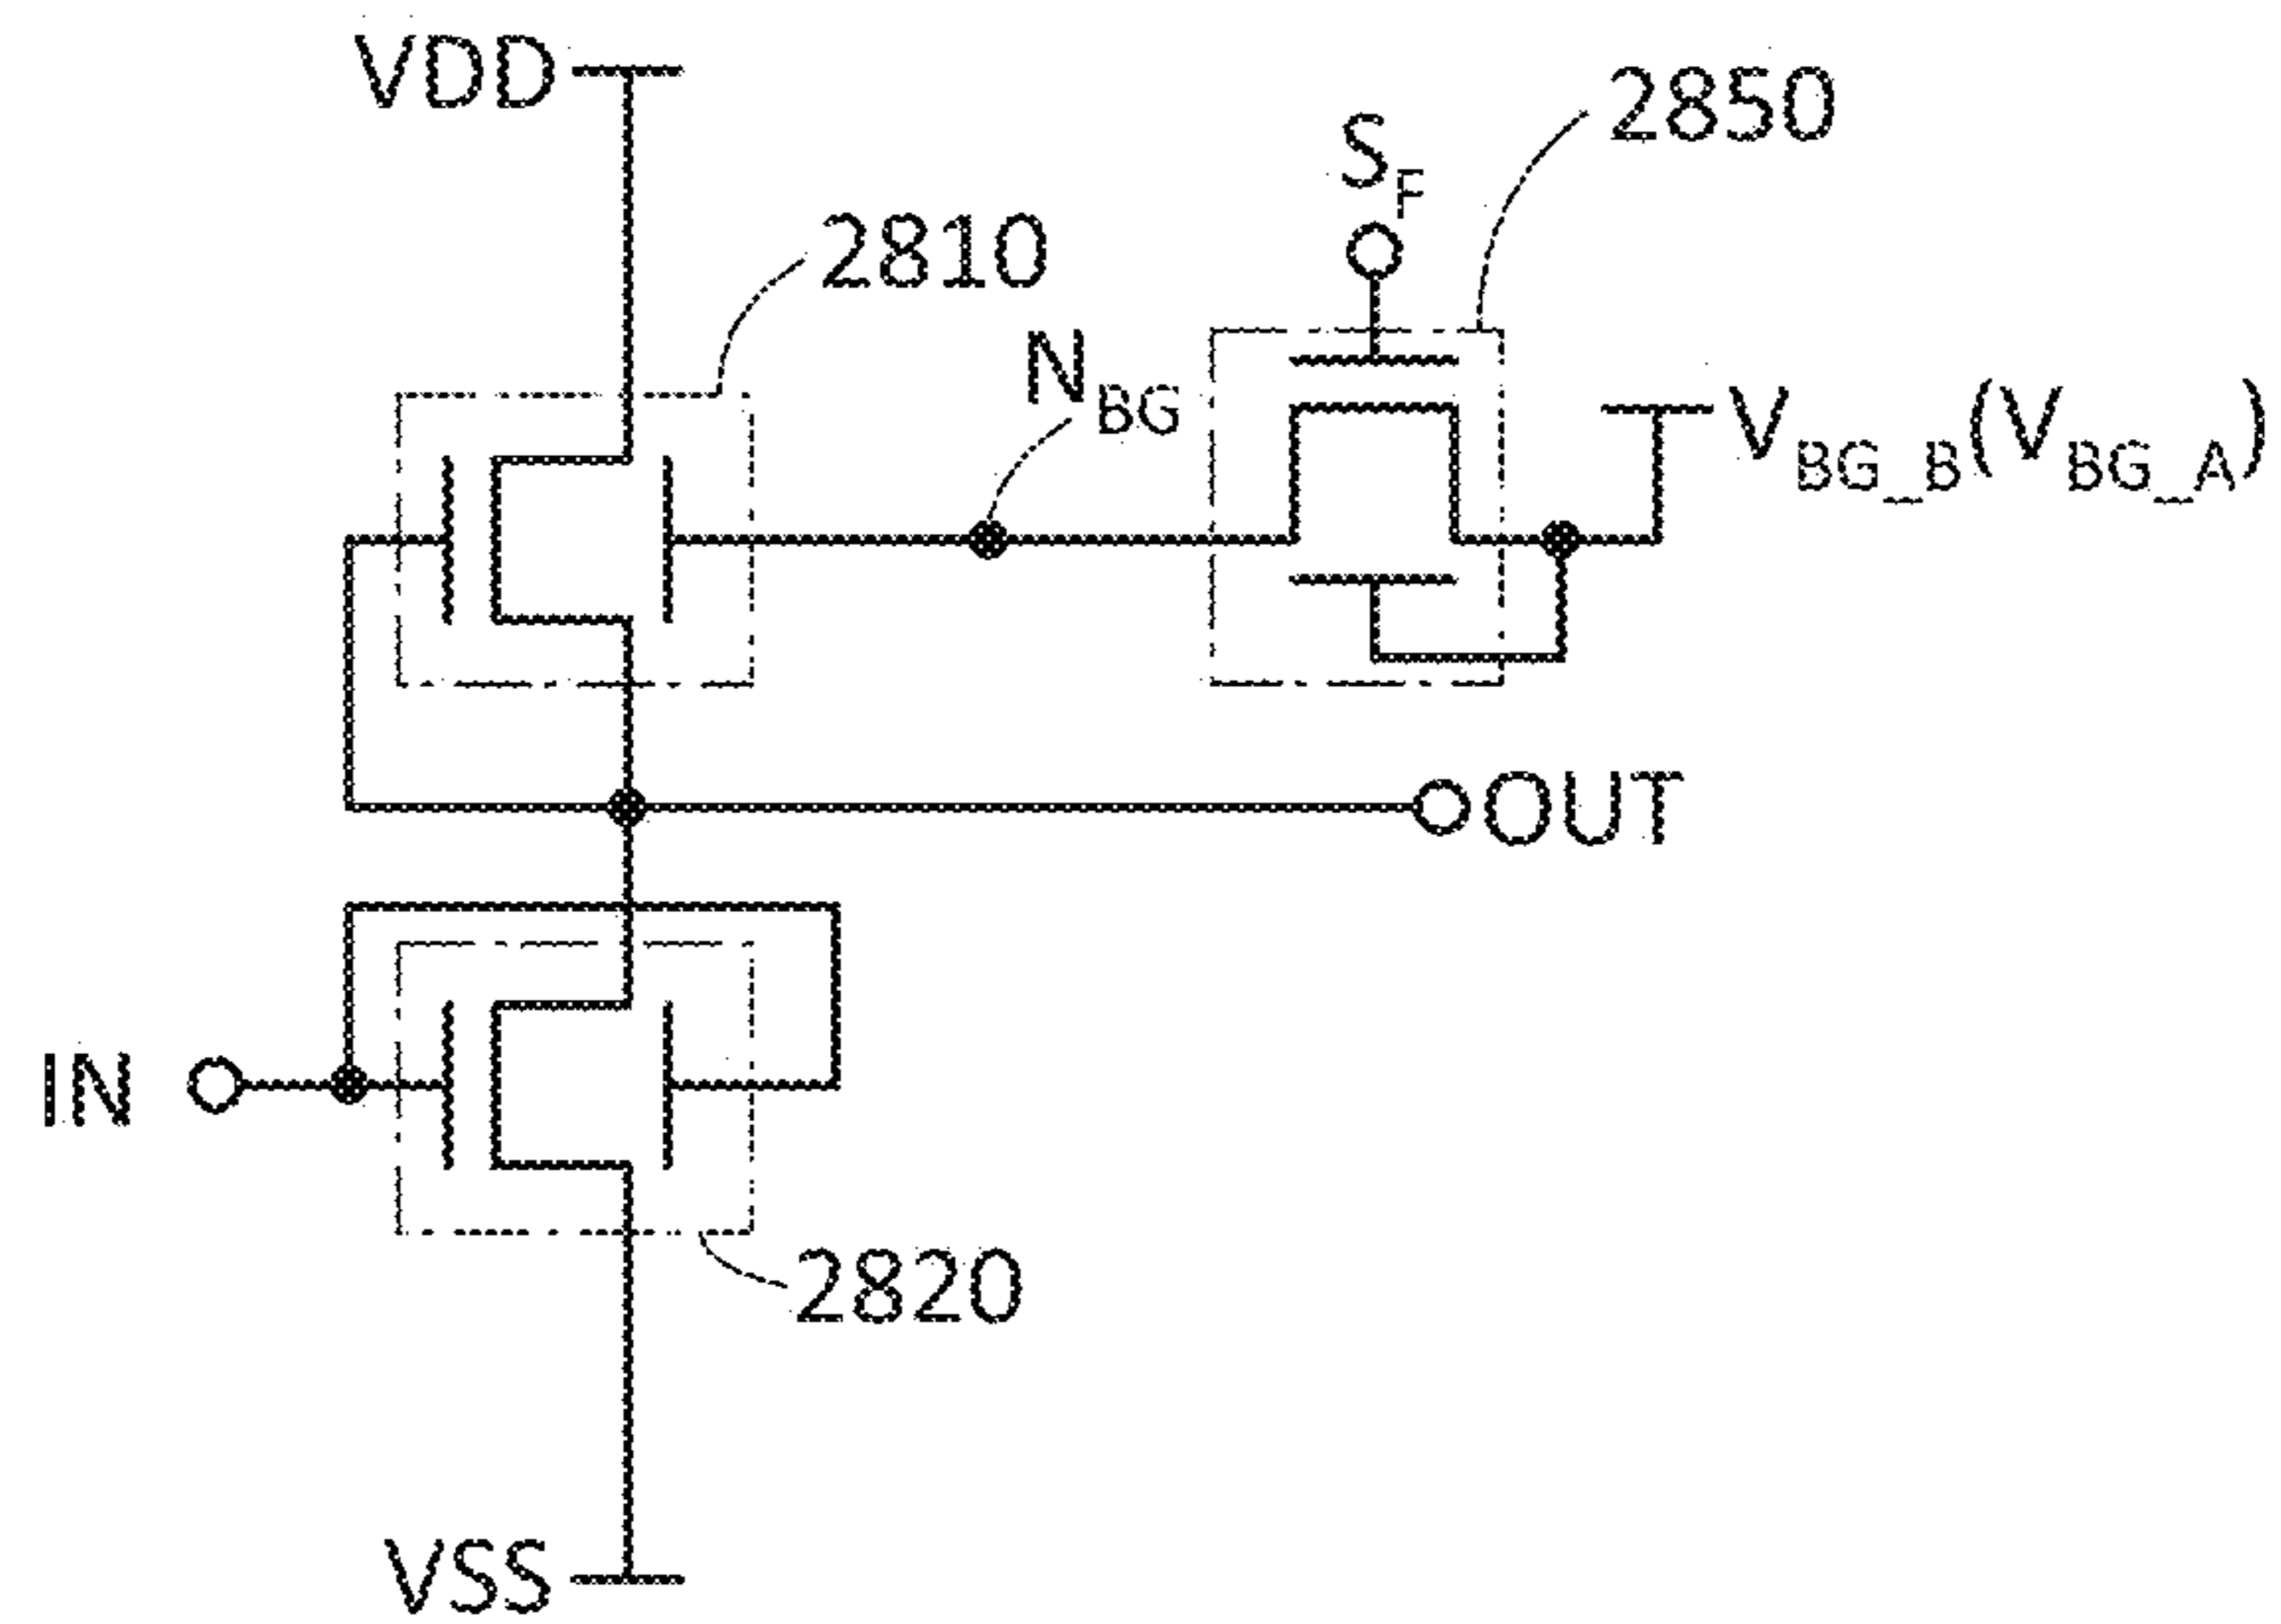 VDD
2850
S_F
2810
N_BG
V_BG_B(V_BG_A)
OUT
IN
2820
VSS